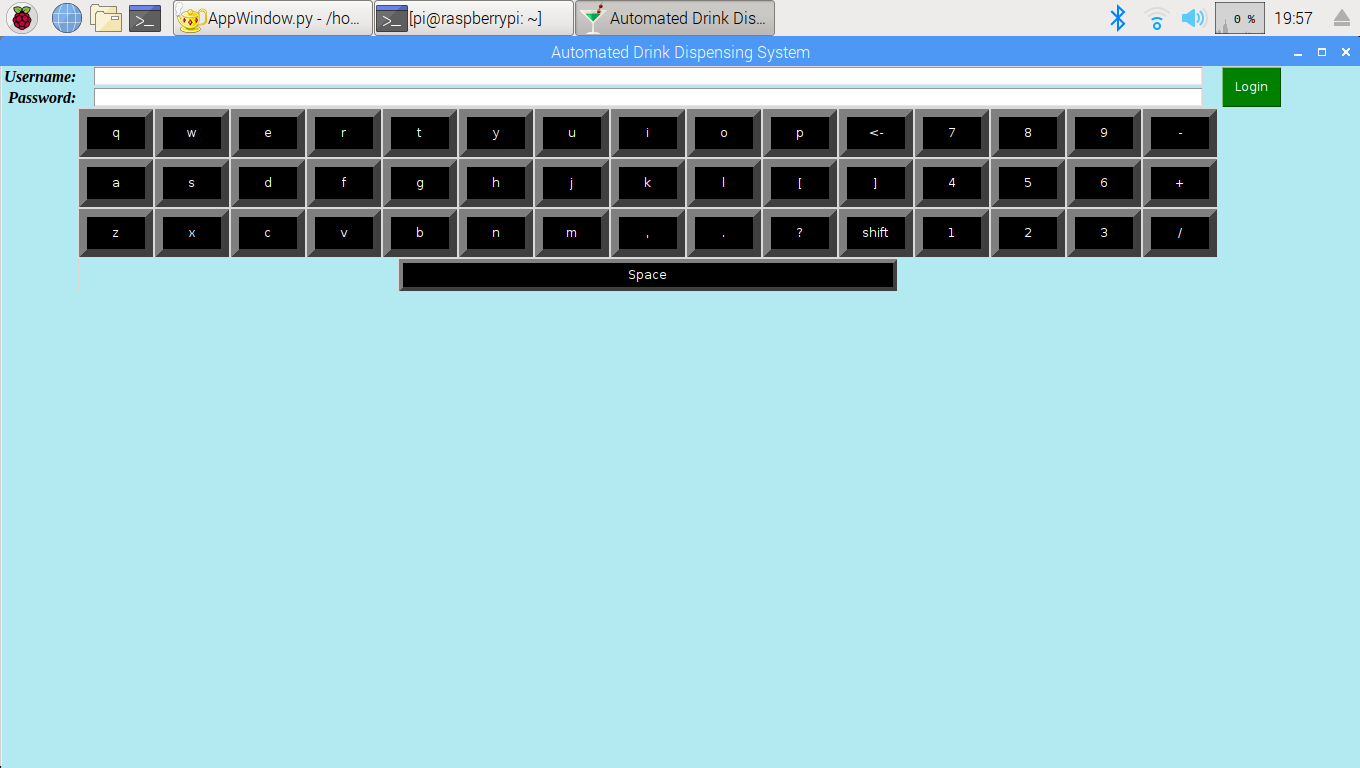 AppWindow.py - /ho... [pi@raspberrypi: ~] Automated Drink Dis... 0 % 19:57
Automated Drink Dispensing System
Username:
Login
Password:
q w e r t y u i o p <- 7 8 9 -
a s d f g h j k l [ ] 4 5 6 +
z x c v b n m , . ? shift 1 2 3 /
Space